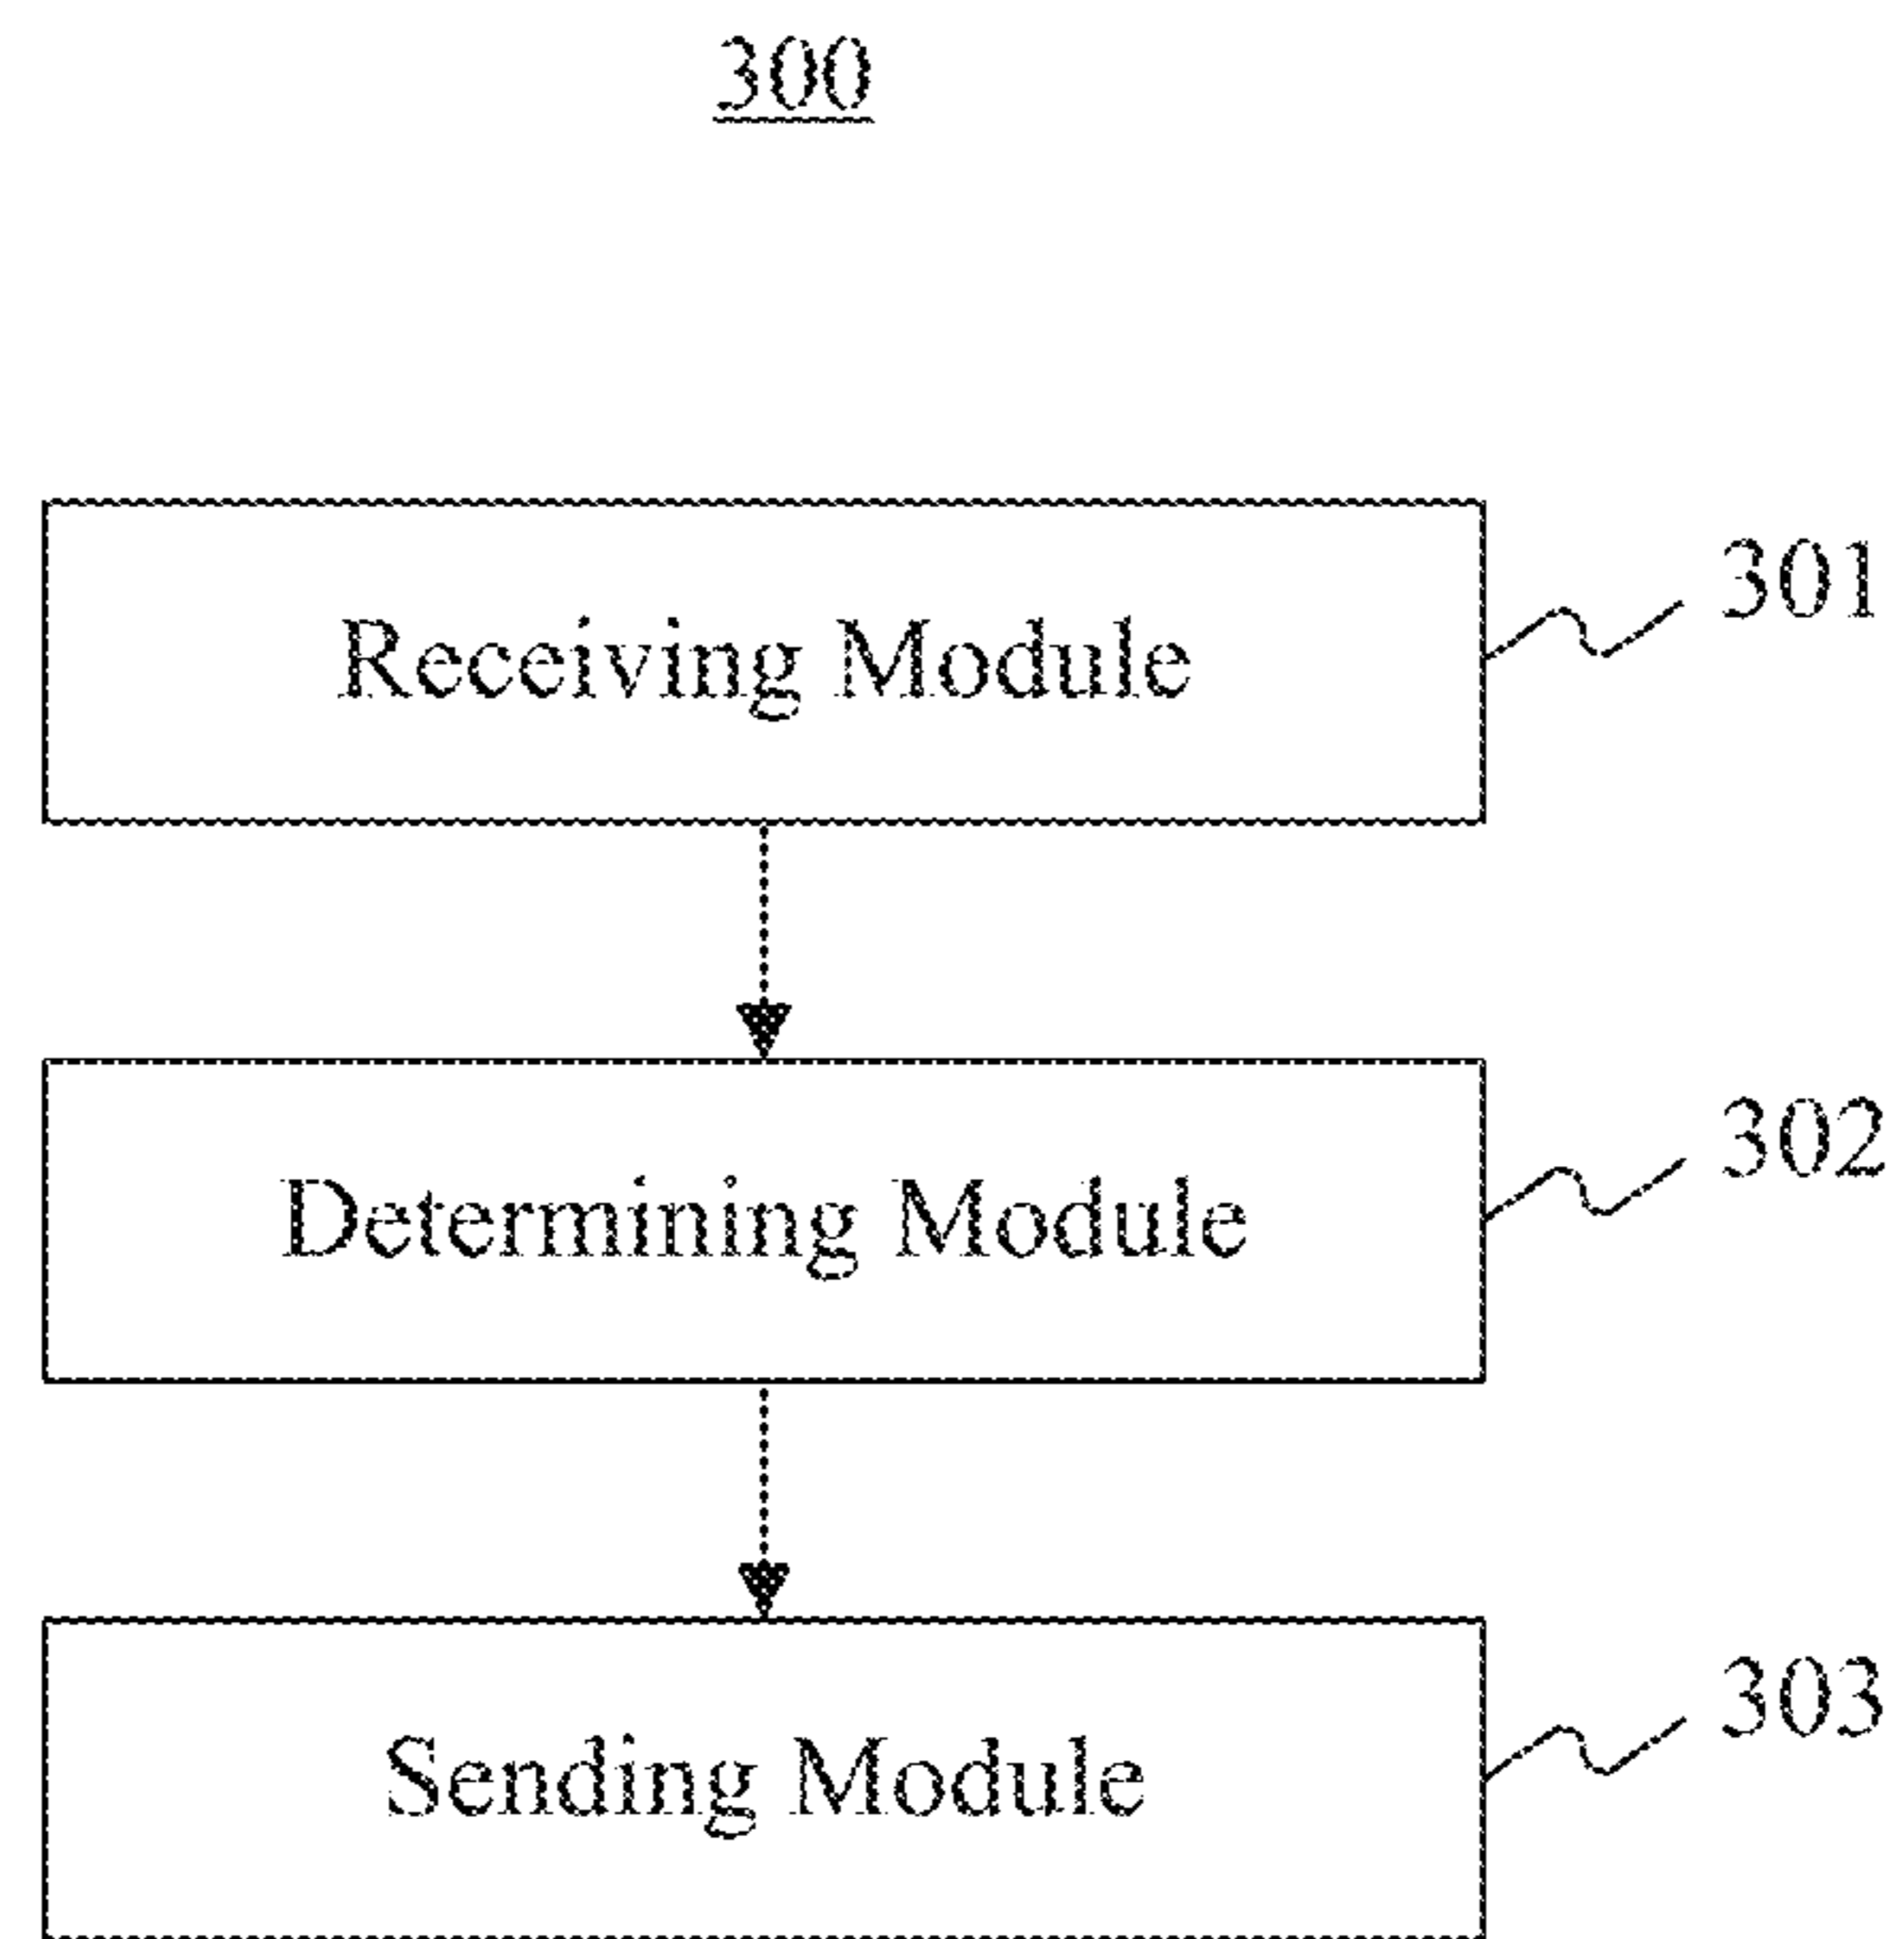 300
Receiving Module
301
Determining Module
302
Sending Module
303